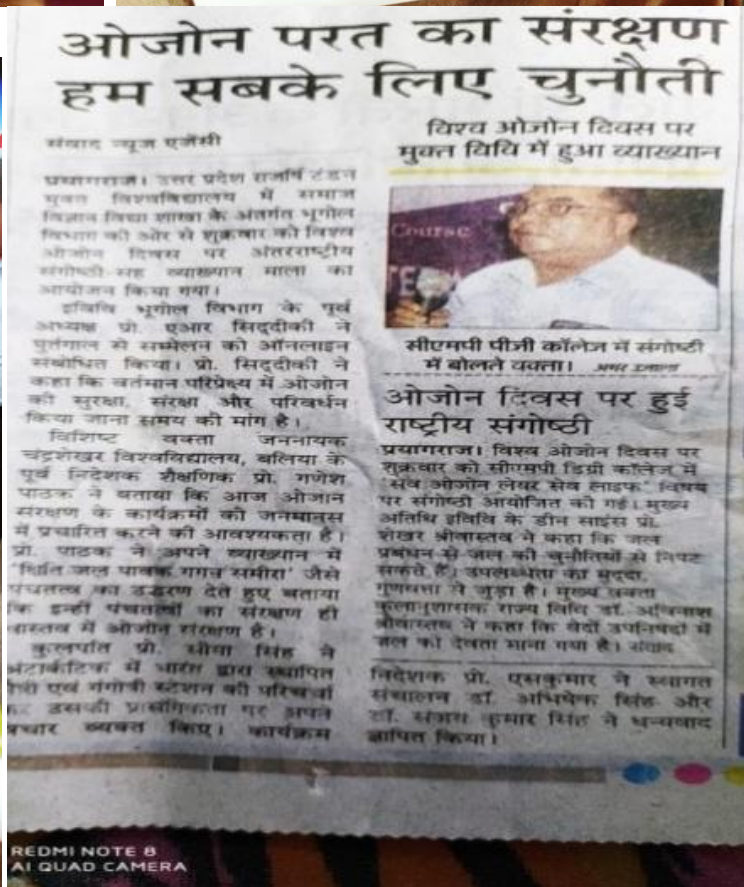 ओजोन परत का संरक्षण
हम सबके लिए चुनौती
संवाद न्यूज एजेंसी
प्रयागराज। उत्तर प्रदेश राजर्षि टंडन
मुक्त विश्वविद्यालय में समाज
विज्ञान विद्या शाखा के अंतर्गत भूगोल
विभाग की ओर से शुक्रवार को विश्व
ओजोन दिवस पर अंतरराष्ट्रीय
संगोष्ठी-सह व्याख्यान माला का
आयोजन किया गया।
इविवि भूगोल विभाग के पूर्व
अध्यक्ष प्रो. एआर सिद्दीकी ने
पुर्तगाल से सम्मेलन को ऑनलाइन
संबोधित किया। प्रो. सिद्दीकी ने
कहा कि वर्तमान परिप्रेक्ष्य में ओजोन
की सुरक्षा, संरक्षा और परिवर्धन
किया जाना समय की मांग है।
विशिष्ट वक्ता जननायक
चंद्रशेखर विश्वविद्यालय, बलिया के
पूर्व निदेशक शैक्षणिक प्रो. गणेश
पाठक ने बताया कि आज ओजोन
संरक्षण के कार्यक्रमों को जनमानस
में प्रचारित करने की आवश्यकता है।
प्रो. पाठक ने अपने व्याख्यान में
'क्षिति जल पावक गगन समीरा' जैसे
पंचतत्व का उद्धरण देते हुए बताया
कि इन्हीं पंचतत्वों का संरक्षण ही
वास्तव में ओजोन संरक्षण है।
कुलपति प्रो. सीमा सिंह ने
अंटार्कटिक में भारत द्वारा स्थापित
मैत्री एवं गंगोत्री स्टेशन की परिचर्चा
कर उसकी प्रासंगिकता पर अपने
विचार व्यक्त किए। कार्यक्रम
विश्व ओजोन दिवस पर
मुक्त विवि में हुआ व्याख्यान
Course
सीएमपी पीजी कॉलेज में संगोष्ठी
में बोलते वक्ता। अमर उजाला
ओजोन दिवस पर हुई
राष्ट्रीय संगोष्ठी
प्रयागराज। विश्व ओजोन दिवस पर
शुक्रवार को सीएमपी डिग्री कॉलेज में
'सेव ओजोन लेयर सेव लाइफ' विषय
पर संगोष्ठी आयोजित की गई। मुख्य
अतिथि इविवि के डीन साइंस प्रो.
शेखर श्रीवास्तव ने कहा कि जल
प्रबंधन से जल की चुनौतियों से निपट
सकते हैं। उपलब्धता का मुद्दा
गुणवत्ता से जुड़ा है। मुख्य वक्ता
कुलानुशासक राज्य विवि डॉ. अविनाश
श्रीवास्तव ने कहा कि वेदों उपनिषदों में
जल को देवता माना गया है। संवाद
निदेशक प्रो. एसकुमार ने स्वागत
संचालन डॉ. अभिषेक सिंह और
डॉ. संजय कुमार सिंह ने धन्यवाद
ज्ञापित किया।
REDMI NOTE 8
AI QUAD CAMERA